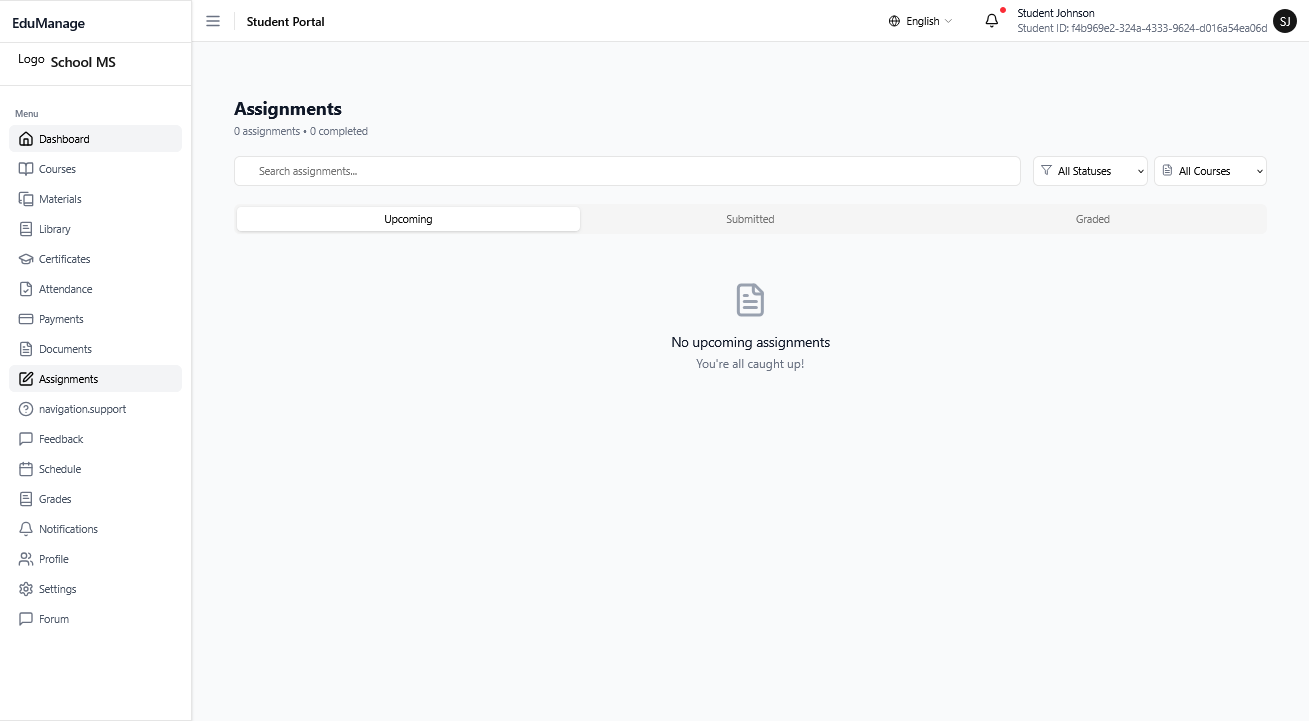 EduManage
Logo School MS
Menu
Dashboard
Courses
Materials
Library
Certificates
Attendance
Payments
Documents
Assignments
navigation.support
Feedback
Schedule
Grades
Notifications
Profile
Settings
Forum
Student Portal
English
Student Johnson
Student ID: f4b969e2-324a-4333-9624-d016a54ea06d
SJ
Assignments
0 assignments • 0 completed
Search assignments...
All Statuses
All Courses
Upcoming
Submitted
Graded
No upcoming assignments
You're all caught up!